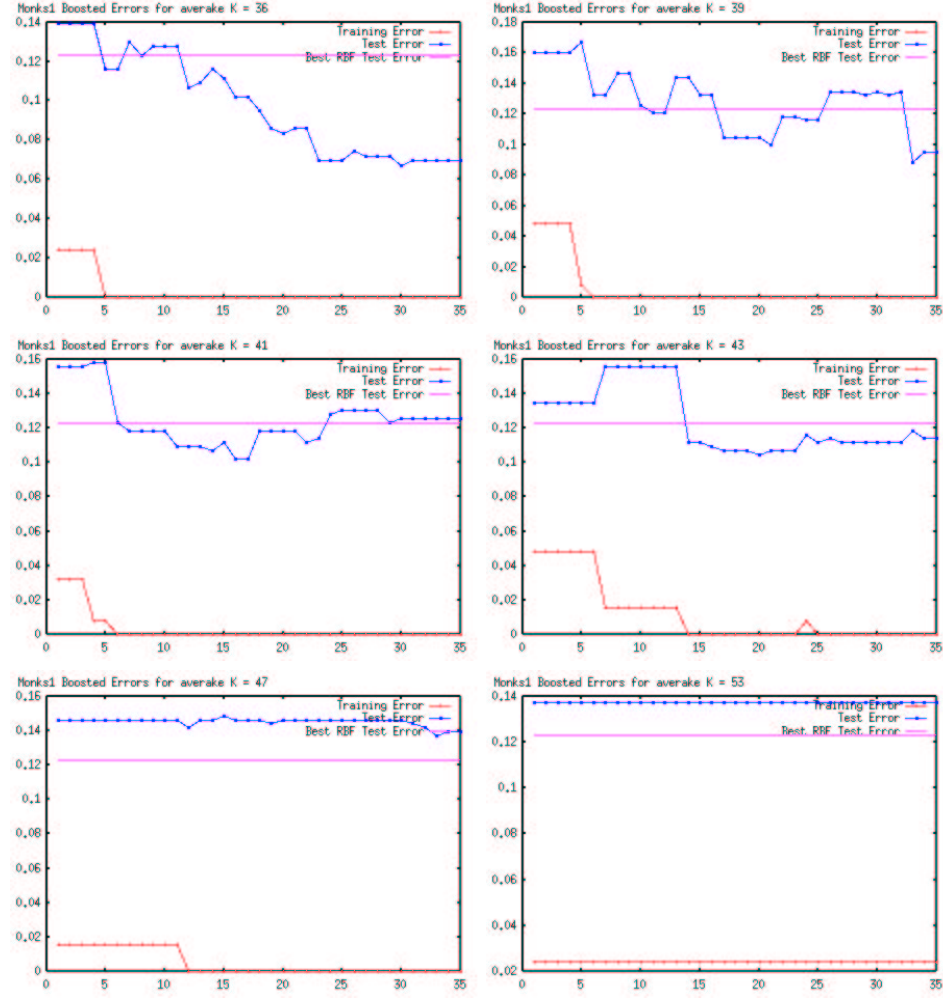 Monks1 Boosted Errors for averake K = 36
Training Error
Test Error
Best RBF Test Error
0.14
0.12
0.1
0.08
0.06
0.04
0.02
0
0 5 10 15 20 25 30 35
Monks1 Boosted Errors for averake K = 39
Training Error
Test Error
Best RBF Test Error
0.18
0.16
0.14
0.12
0.1
0.08
0.06
0.04
0.02
0
0 5 10 15 20 25 30 35
Monks1 Boosted Errors for averake K = 41
Training Error
Test Error
Best RBF Test Error
0.16
0.14
0.12
0.1
0.08
0.06
0.04
0.02
0
0 5 10 15 20 25 30 35
Monks1 Boosted Errors for averake K = 43
Training Error
Test Error
Best RBF Test Error
0.16
0.14
0.12
0.1
0.08
0.06
0.04
0.02
0
0 5 10 15 20 25 30 35
Monks1 Boosted Errors for averake K = 47
Training Error
Test Error
Best RBF Test Error
0.16
0.14
0.12
0.1
0.08
0.06
0.04
0.02
0
0 5 10 15 20 25 30 35
Monks1 Boosted Errors for averake K = 53
Training Error
Test Error
Best RBF Test Error
0.14
0.12
0.1
0.08
0.06
0.04
0.02
0 5 10 15 20 25 30 35